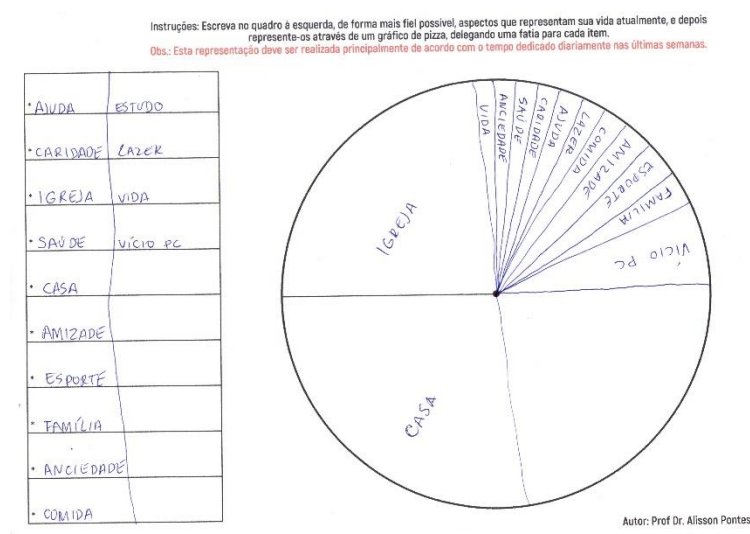 Instruções: Escreva no quadro à esquerda, de forma mais fiel possível, aspectos que representam sua vida atualmente, e depois
represente-os através de um gráfico de pizza, delegando uma fatia para cada item.
Obs.: Esta representação deve ser realizada principalmente de acordo com o tempo dedicado diariamente nas últimas semanas.
• AJUDA ESTUDO
• CARIDADE LAZER
• IGREJA VIDA
• SAÚDE VÍCIO PC
• CASA
• AMIZADE
• ESPORTE
• FAMÍLIA
• ANCIEDADE
• COMIDA
IGREJA
VIDA
ANCIEDADE
SAÚDE
CARIDADE
AJUDA
LAZER
COMIDA
AMIZADE
ESPORTE
FAMILIA
VÍCIO PC
CASA
Autor: Prof Dr. Alisson Pontes